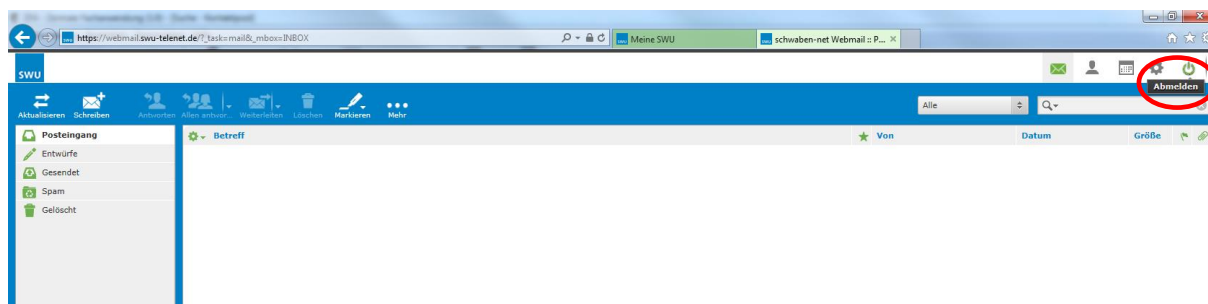 https://webmail.swu-telenet.de/?_task=mail&_mbox=INBOX
Meine SWU
schwaben-net Webmail :: P...
SWU
Abmelden
Aktualisieren Schreiben Antworten Allen antwor... Weiterleiten Löschen Markieren Mehr
Alle
Posteingang
Entwürfe
Gesendet
Spam
Gelöscht
Betreff Von Datum Größe